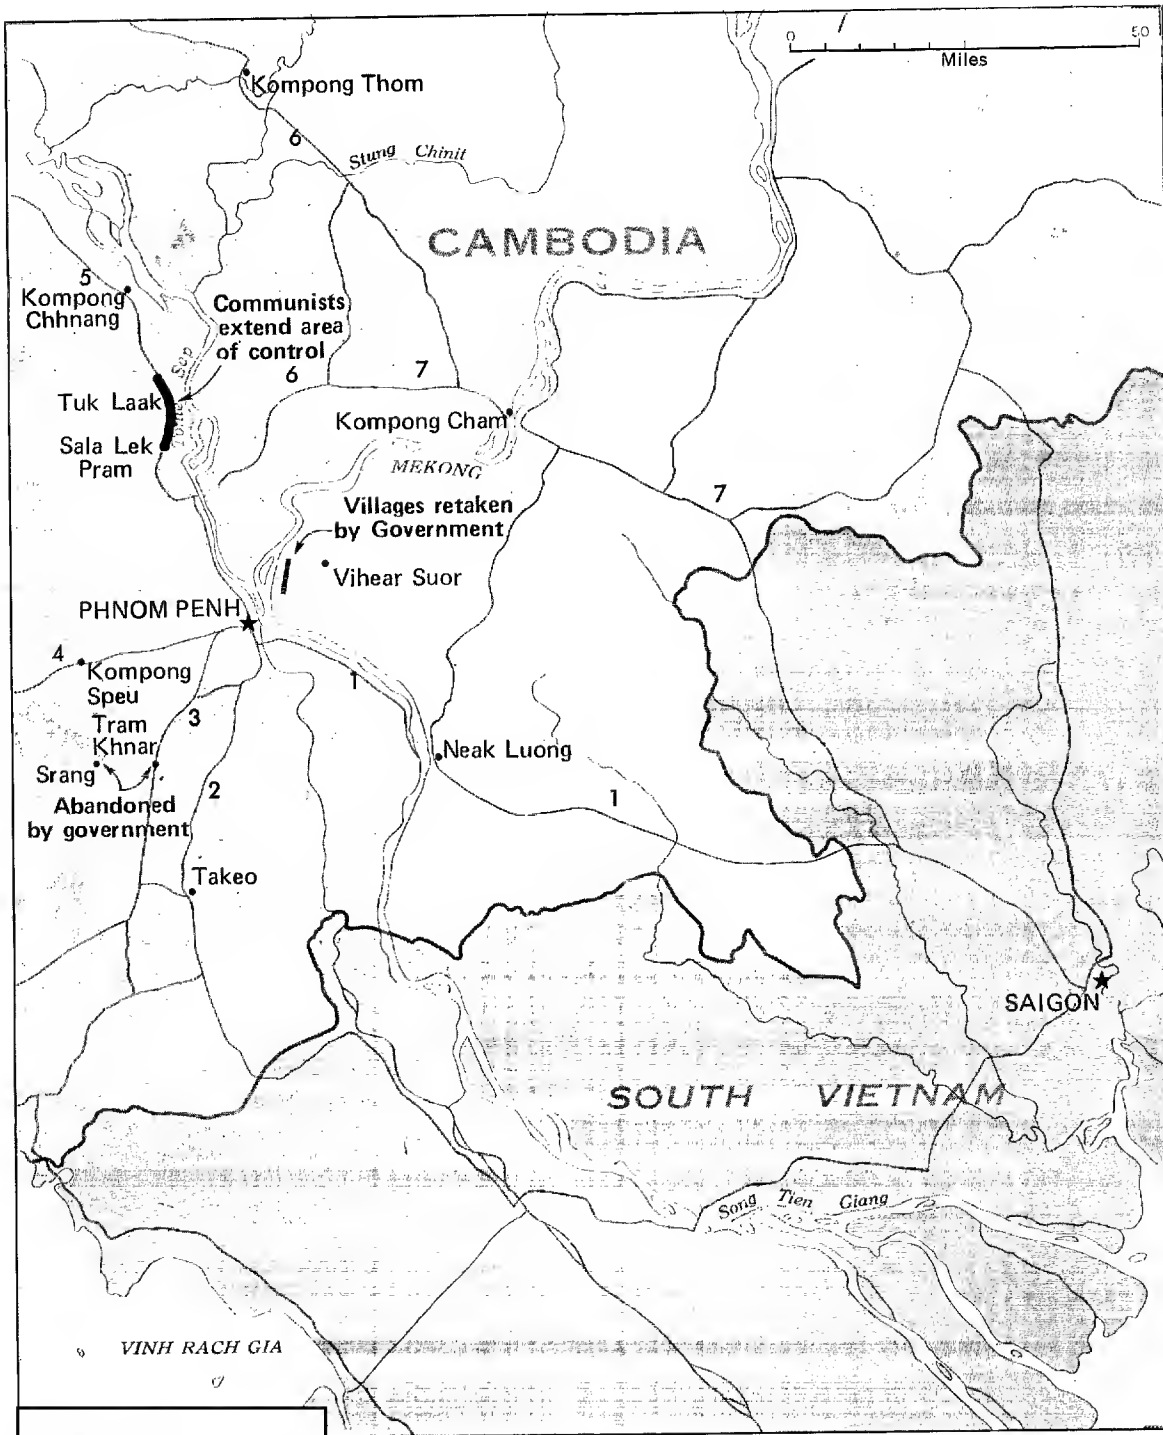 0 50
Miles
Kompong Thom
6
Stung Chinit
CAMBODIA
5
Kompong
Chhnang
Communists
extend area
of control
Sap
6
7
Tuk Laak
Tonle
Kompong Cham
Sala Lek
Pram
MEKONG
Villages retaken
by Government
7
Vihear Suor
PHNOM PENH
4
Kompong
Speu
1
3
Tram
Khnar
Srang
Neak Luong
2
1
Abandoned
by government
Takeo
SAIGON
SOUTH VIETNAM
Song Tien Giang
VINH RACH GIA